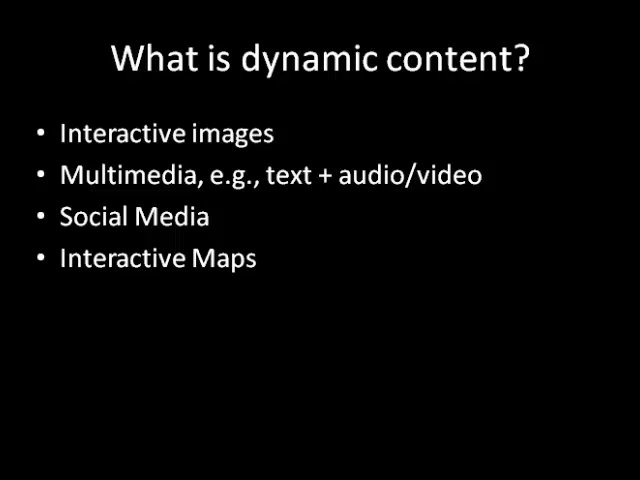 What is dynamic content?
• Interactive images
• Multimedia, e.g., text + audio/video
• Social Media
• Interactive Maps